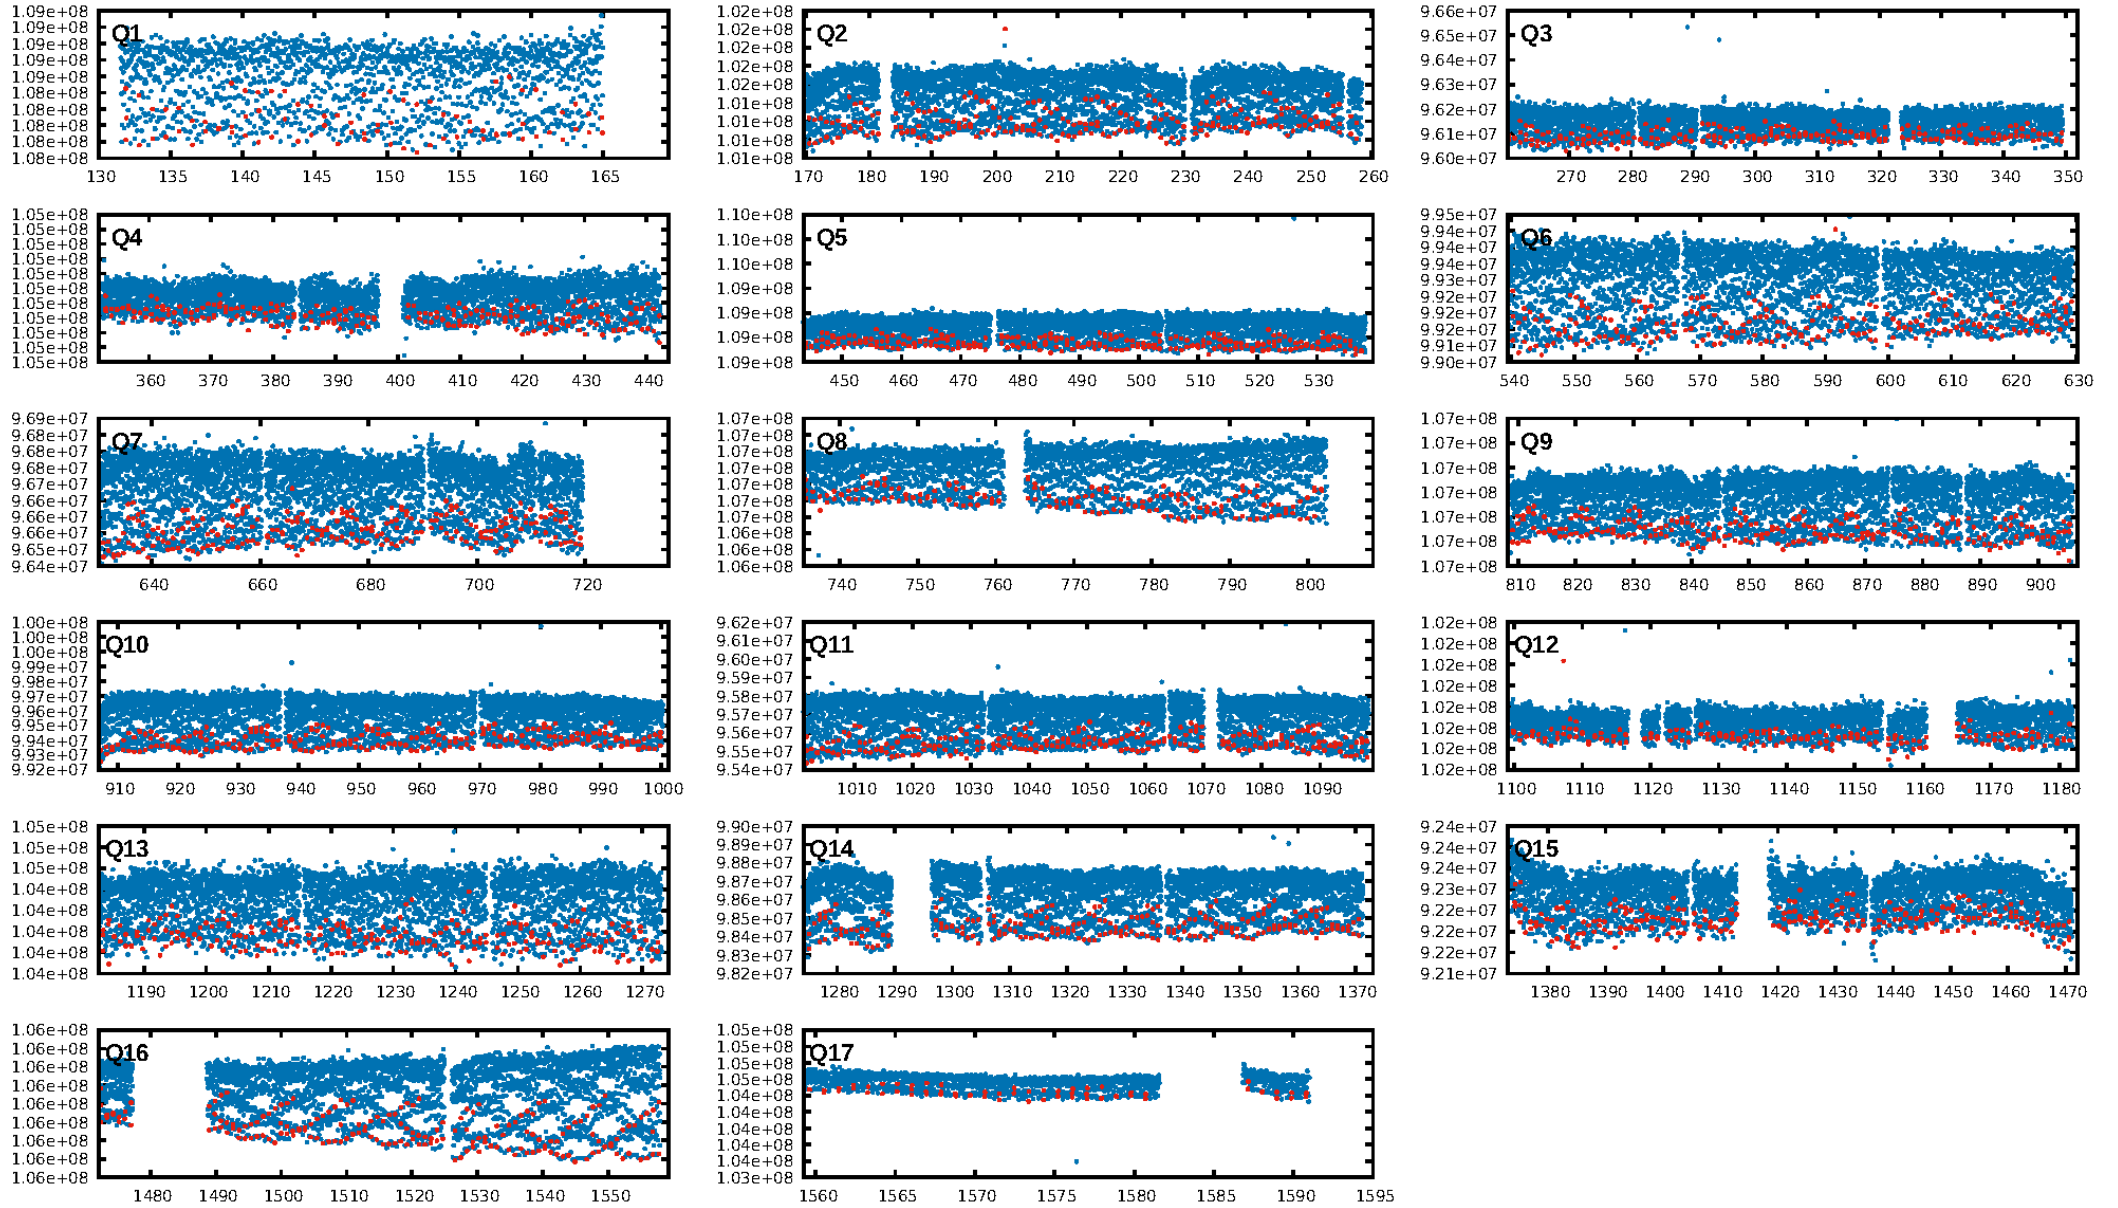 1.09e+08
1.09e+08
1.09e+08
1.09e+08
1.09e+08
1.08e+08
1.08e+08
1.08e+08
1.08e+08
1.08e+08
Q1
130 135 140 145 150 155 160 165
1.02e+08
1.02e+08
1.02e+08
1.02e+08
1.02e+08
1.01e+08
1.01e+08
1.01e+08
1.01e+08
Q2
170 180 190 200 210 220 230 240 250 260
9.66e+07
9.65e+07
9.63e+07
9.63e+07
9.62e+07
9.61e+07
9.60e+07
Q3
270 280 290 300 310 320 330 340 350
1.05e+08
1.05e+08
1.05e+08
1.05e+08
1.05e+08
1.05e+08
1.05e+08
1.05e+08
1.05e+08
1.05e+08
1.05e+08
Q4
360 370 380 390 400 410 420 430 440
1.10e+08
1.10e+08
1.10e+08
1.09e+08
1.09e+08
1.09e+08
1.09e+08
Q5
450 460 470 480 490 500 510 520 530
9.95e+07
9.94e+07
9.94e+07
9.94e+07
9.93e+07
9.92e+07
9.92e+07
9.92e+07
9.91e+07
9.90e+07
Q6
540 550 560 570 580 590 600 610 620 630
9.69e+07
9.68e+07
9.68e+07
9.68e+07
9.67e+07
9.66e+07
9.66e+07
9.66e+07
9.65e+07
9.64e+07
Q7
640 660 680 700 720
1.07e+08
1.07e+08
1.07e+08
1.07e+08
1.07e+08
1.07e+08
1.07e+08
1.06e+08
1.06e+08
1.06e+08
Q8
740 750 760 770 780 790 800
1.07e+08
1.07e+08
1.07e+08
1.07e+08
1.07e+08
1.07e+08
1.07e+08
Q9
810 820 830 840 850 860 870 880 890 900
1.00e+08
1.00e+08
1.00e+08
9.99e+07
9.98e+07
9.97e+07
9.96e+07
9.95e+07
9.94e+07
9.93e+07
9.92e+07
Q10
910 920 930 940 950 960 970 980 990 1000
9.62e+07
9.61e+07
9.60e+07
9.59e+07
9.58e+07
9.57e+07
9.56e+07
9.55e+07
9.54e+07
Q11
1010 1020 1030 1040 1050 1060 1070 1080 1090
1.02e+08
1.02e+08
1.02e+08
1.02e+08
1.02e+08
1.02e+08
1.02e+08
1.02e+08
Q12
1100 1110 1120 1130 1140 1150 1160 1170 1180
1.05e+08
1.05e+08
1.05e+08
1.04e+08
1.04e+08
1.04e+08
1.04e+08
1.04e+08
Q13
1190 1200 1210 1220 1230 1240 1250 1260 1270
9.90e+07
9.89e+07
9.88e+07
9.87e+07
9.86e+07
9.85e+07
9.84e+07
9.83e+07
9.82e+07
Q14
1280 1290 1300 1310 1320 1330 1340 1350 1360 1370
9.24e+07
9.24e+07
9.24e+07
9.23e+07
9.22e+07
9.22e+07
9.22e+07
9.21e+07
Q15
1380 1390 1400 1410 1420 1430 1440 1450 1460 1470
1.06e+08
1.06e+08
1.06e+08
1.06e+08
1.06e+08
1.06e+08
1.06e+08
1.06e+08
1.06e+08
Q16
1480 1490 1500 1510 1520 1530 1540 1550
1.05e+08
1.05e+08
1.05e+08
1.05e+08
1.04e+08
1.04e+08
1.04e+08
1.04e+08
1.04e+08
1.03e+08
Q17
1560 1565 1570 1575 1580 1585 1590 1595